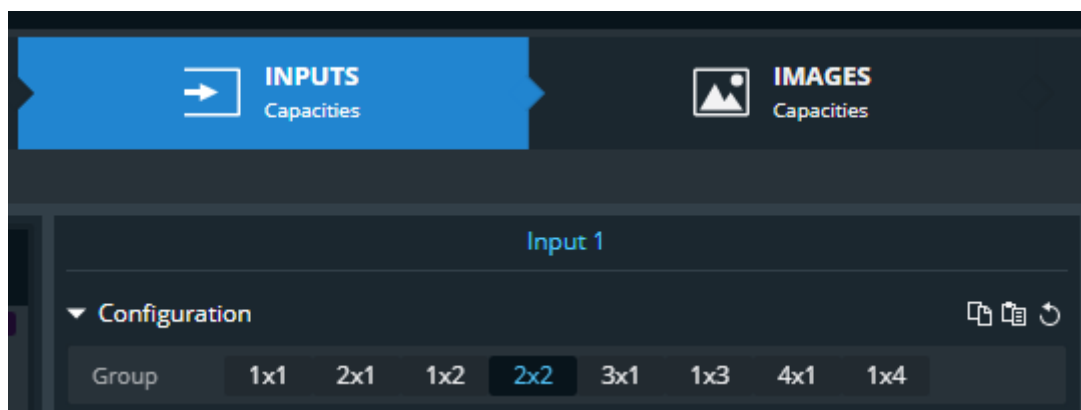 INPUTS
Capacities
IMAGES
Capacities
Input 1
Configuration
Group 1x1 2x1 1x2 2x2 3x1 1x3 4x1 1x4